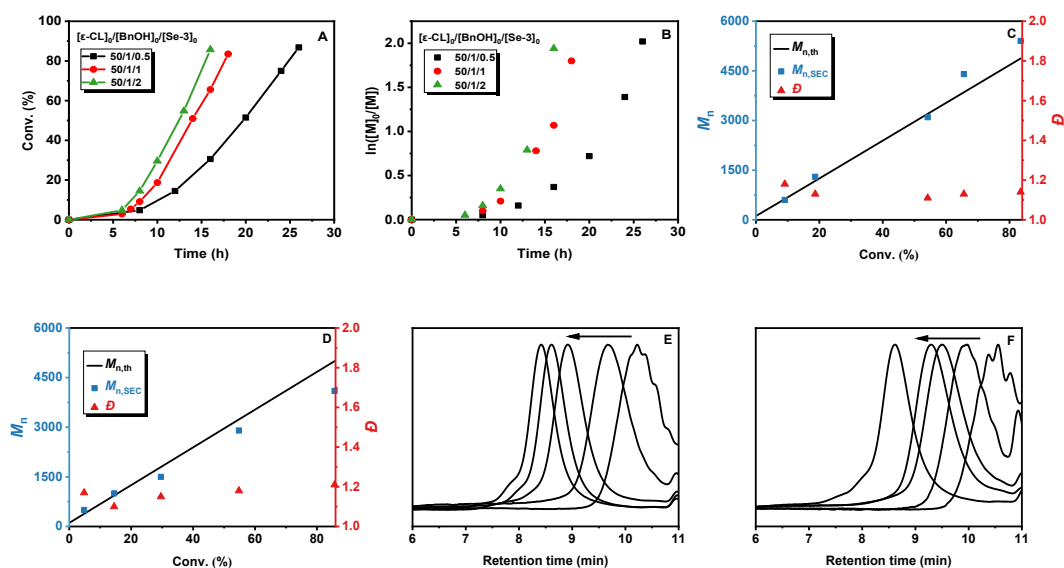 [ε-CL]₀/[BnOH]₀/[Se-3]₀
A
50/1/0.5
50/1/1
50/1/2
100
80
60
40
20
0
Conv. (%)
0 5 10 15 20 25 30
Time (h)
[ε-CL]₀/[BnOH]₀/[Se-3]₀
B
50/1/0.5
50/1/1
50/1/2
2.0
1.5
1.0
0.5
0.0
ln([M]₀/[M])
0 5 10 15 20 25 30
Time (h)
C
Mn,th
Mn,SEC
Đ
6000
4500
3000
1500
0
Mn
2.0
1.8
1.6
1.4
1.2
1.0
Đ
0 20 40 60 80
Conv. (%)
D
Mn,th
Mn,SEC
Đ
6000
4500
3000
1500
0
Mn
2.0
1.8
1.6
1.4
1.2
1.0
Đ
0 20 40 60 80
Conv. (%)
E
6 7 8 9 10 11
Retention time (min)
F
6 7 8 9 10 11
Retention time (min)